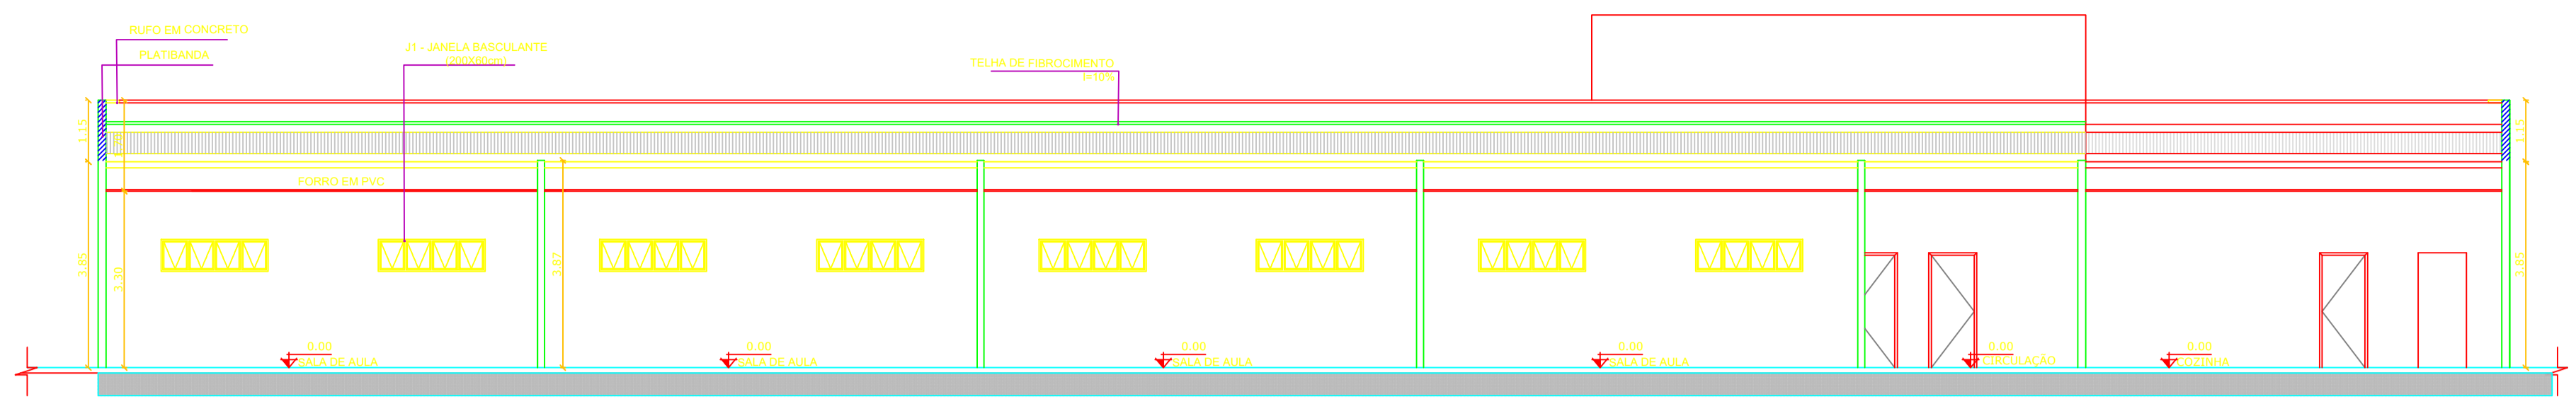 RUFO EM CONCRETO
PLATIBANDA
J1 - JANELA BASCULANTE
(200X60cm)
TELHA DE FIBROCIMENTO
I=10%
1.15
1.15
FORRO EM PVC
3.85
3.30
3.87
3.85
0.00
SALA DE AULA
0.00
SALA DE AULA
0.00
SALA DE AULA
0.00
SALA DE AULA
0.00
CIRCULAÇÃO
0.00
COZINHA